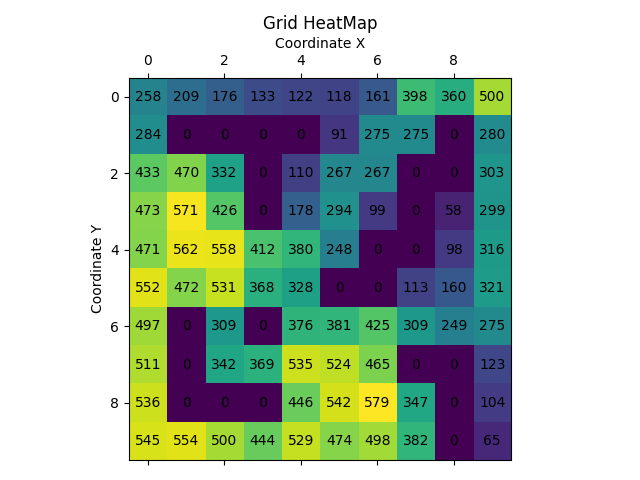 Grid HeatMap
Coordinate X
0 2 4 6 8
0 258 209 176 133 122 118 161 398 360 500
284 0 0 0 0 91 275 275 0 280
2 433 470 332 0 110 267 267 0 0 303
473 571 426 0 178 294 99 0 58 299
4 471 562 558 412 380 248 0 0 98 316
552 472 531 368 328 0 0 113 160 321
6 497 0 309 0 376 381 425 309 249 275
511 0 342 369 535 524 465 0 0 123
8 536 0 0 0 446 542 579 347 0 104
545 554 500 444 529 474 498 382 0 65
Coordinate Y